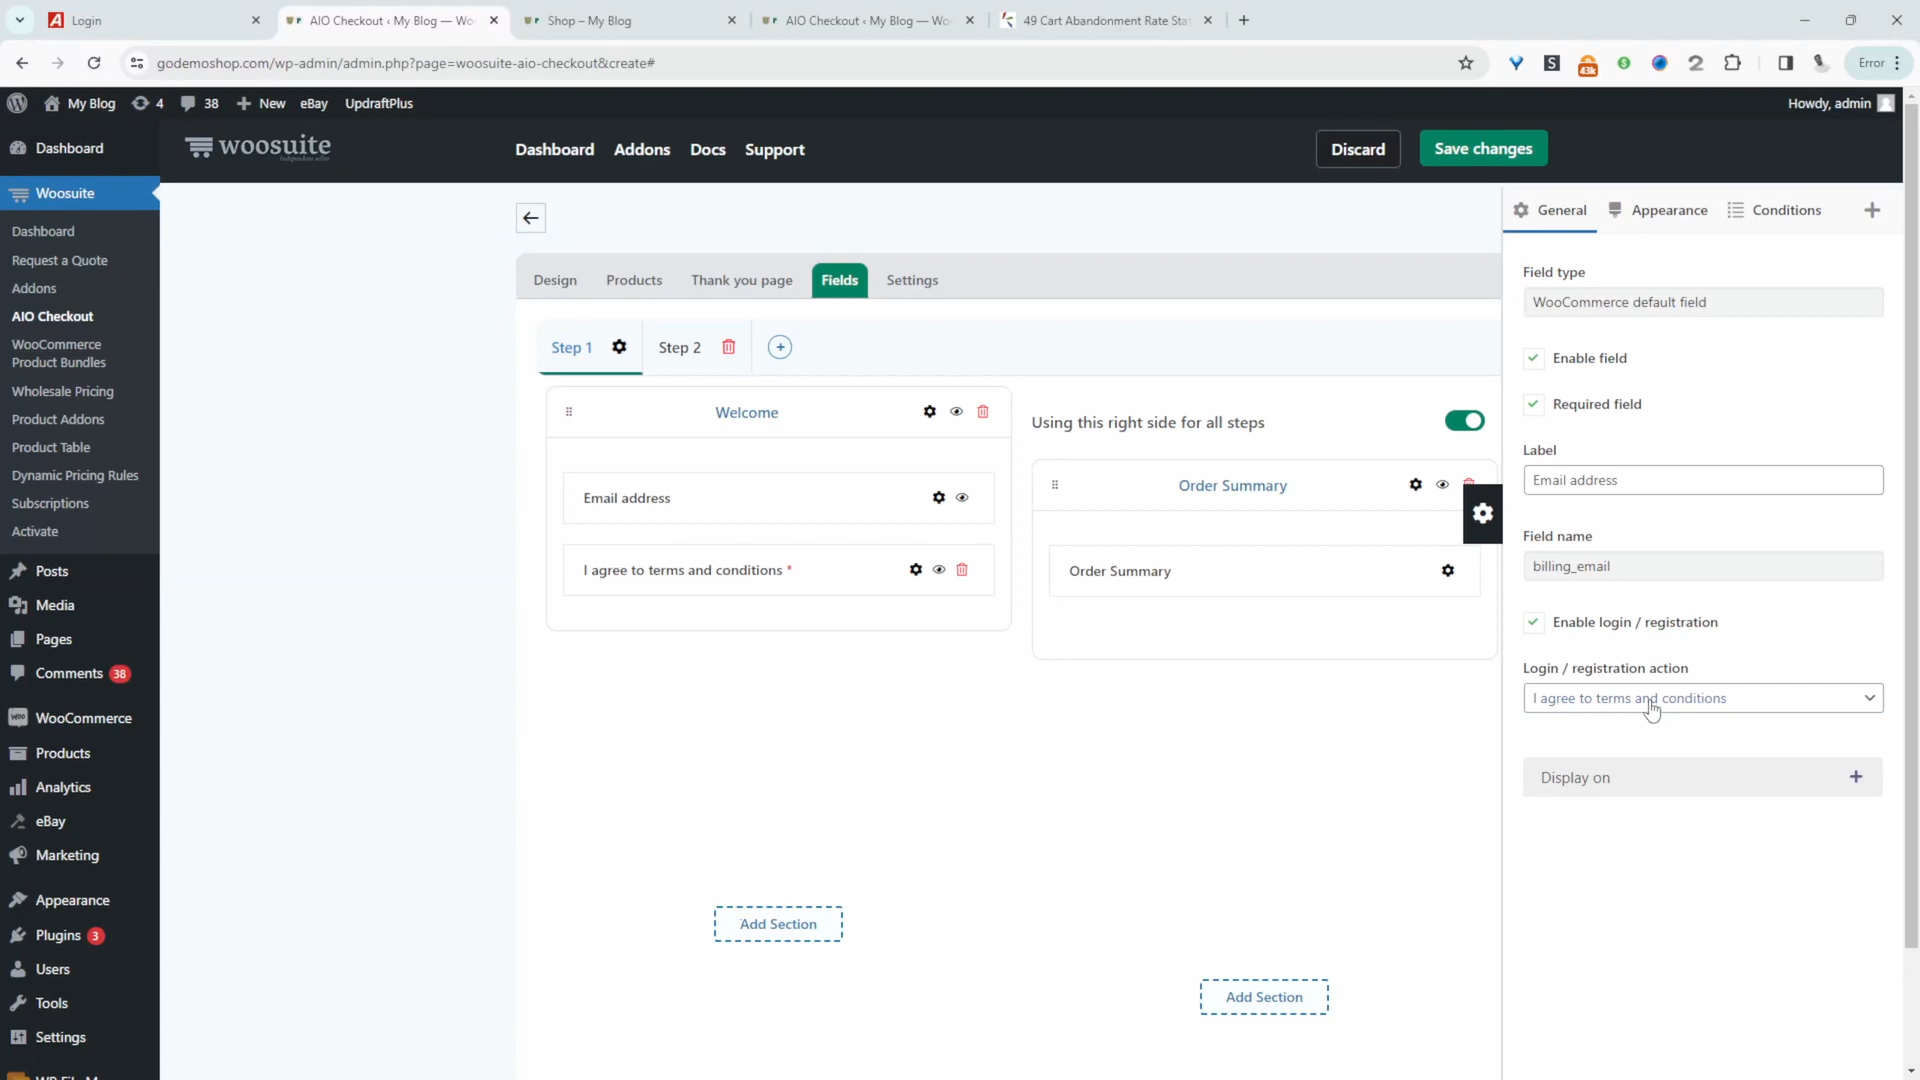 Login
AIO Checkout ‹ My Blog — Wo
Shop – My Blog
AIO Checkout ‹ My Blog — Wo
49 Cart Abandonment Rate Sta
godemoshop.com/wp-admin/admin.php?page=woosuite-aio-checkout&create#
43k
Error
My Blog
4
38
New
eBay
UpdraftPlus
Howdy, admin
Dashboard
woosuite
Dashboard
Addons
Docs
Support
Discard
Save changes
Woosuite
Dashboard
Request a Quote
Addons
AIO Checkout
WooCommerce
Product Bundles
Wholesale Pricing
Product Addons
Product Table
Dynamic Pricing Rules
Subscriptions
Activate
Posts
Media
Pages
Comments 38
WooCommerce
Products
Analytics
eBay
Marketing
Appearance
Plugins 3
Users
Tools
Settings
Design
Products
Thank you page
Fields
Settings
Step 1
Step 2
Welcome
Email address
I agree to terms and conditions *
Using this right side for all steps
Order Summary
Order Summary
Add Section
Add Section
General
Appearance
Conditions
Field type
WooCommerce default field
Enable field
Required field
Label
Email address
Field name
billing_email
Enable login / registration
Login / registration action
I agree to terms and conditions
Display on